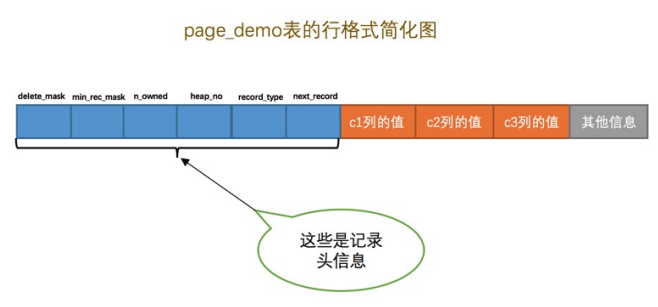 page_demo表的行格式简化图
delete_mask min_rec_mask n_owned heap_no record_type next_record
c1列的值 c2列的值 c3列的值 其他信息
这些是记录
头信息